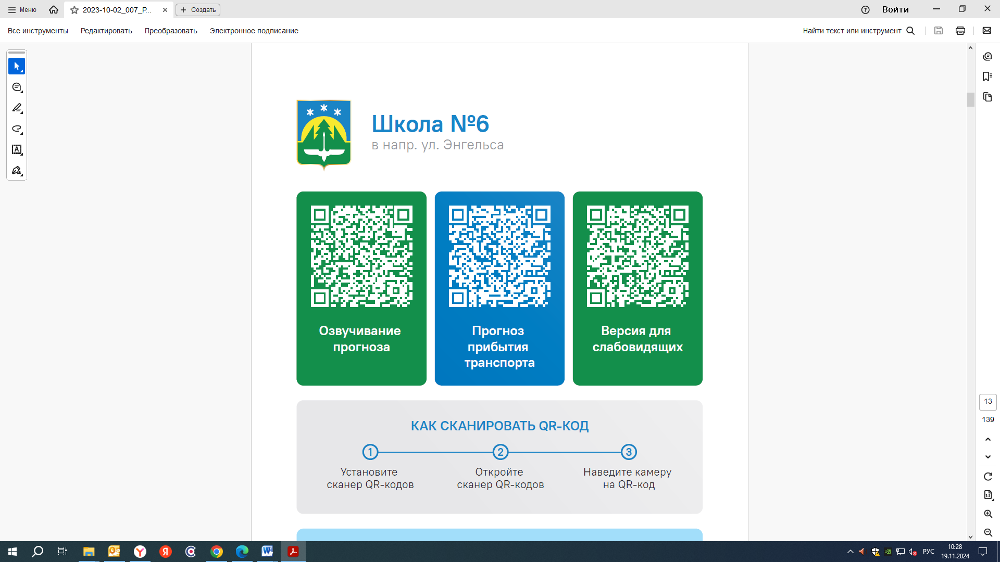 Меню
2023-10-02_007_P...
Создать
Войти
Все инструменты
Редактировать
Преобразовать
Электронное подписание
Найти текст или инструмент
Школа №6
в напр. ул. Энгельса
Озвучивание
прогноза
Прогноз
прибытия
транспорта
Версия для
слабовидящих
КАК СКАНИРОВАТЬ QR-КОД
1
2
3
Установите
сканер QR-кодов
Откройте
сканер QR-кодов
Наведите камеру
на QR-код
13
139
1:1
РУС
10:28
19.11.2024